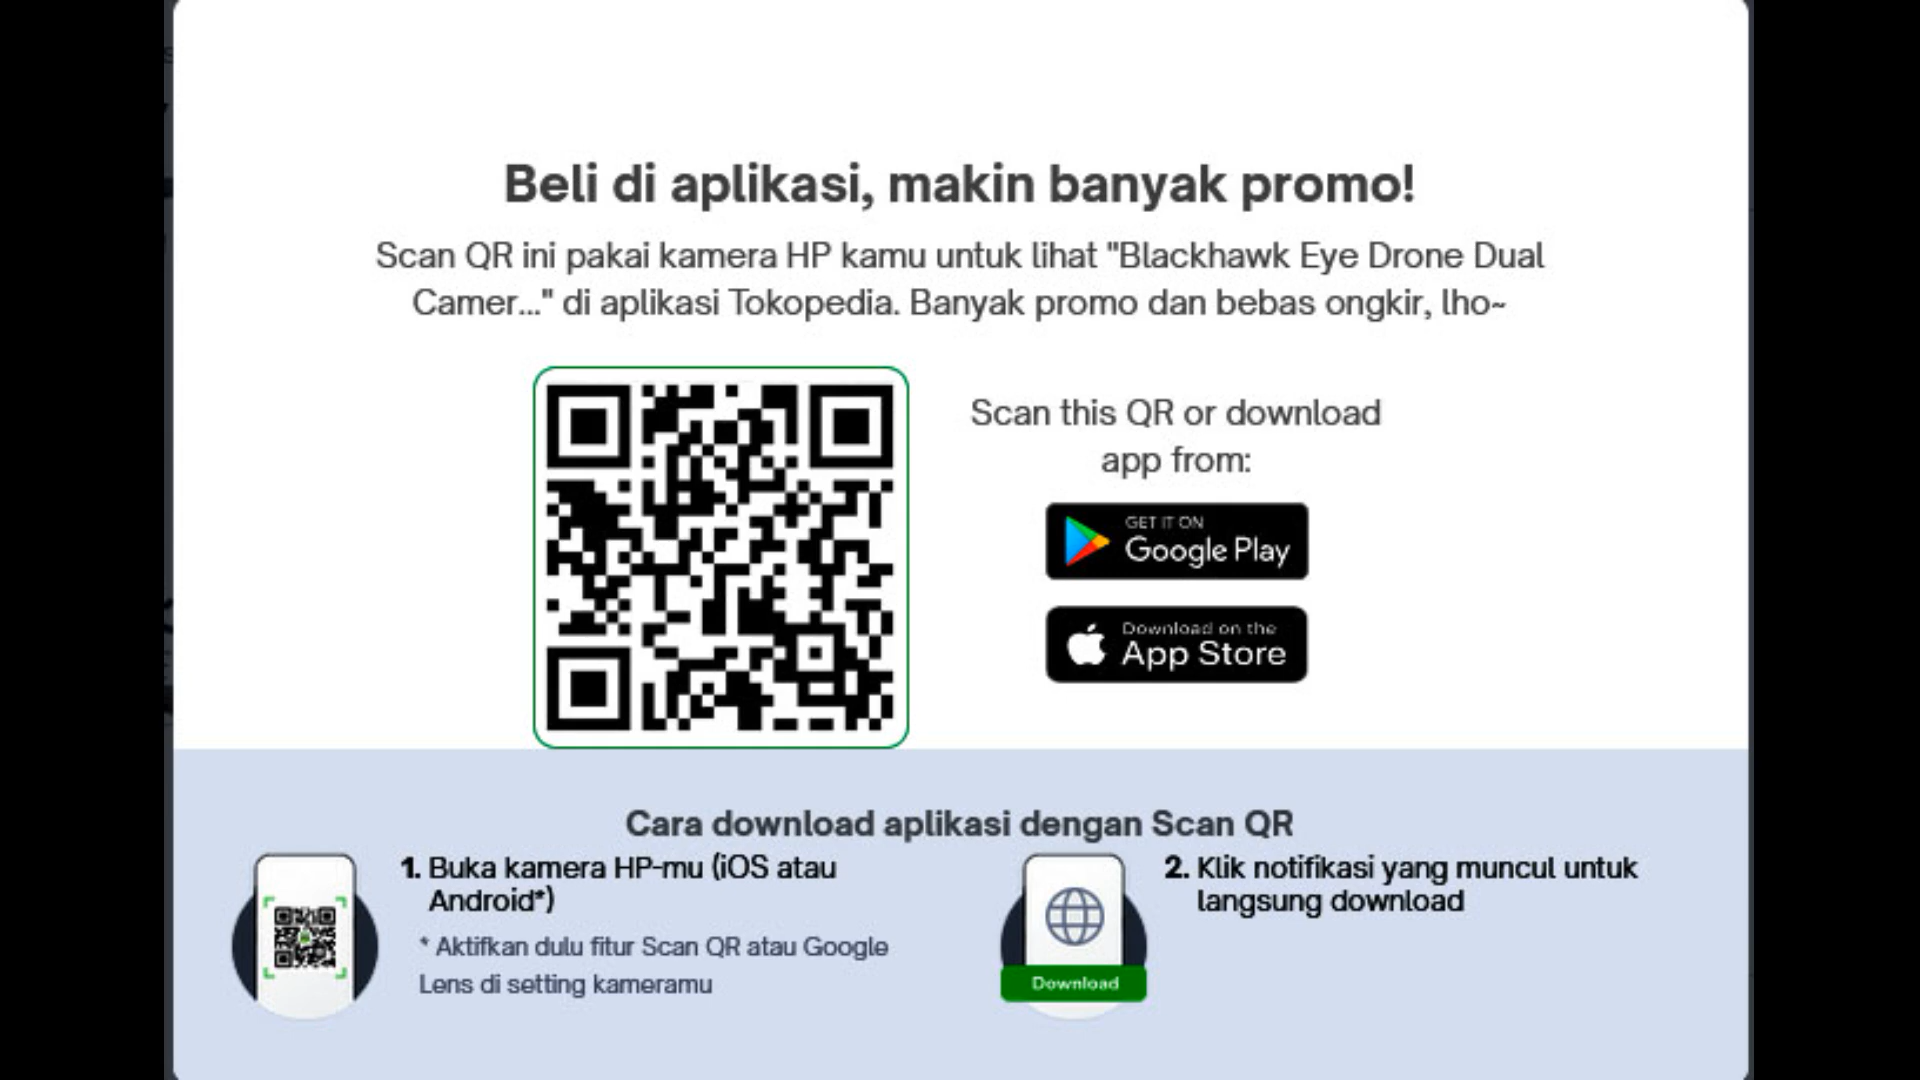 Beli di aplikasi, makin banyak promo!
Scan QR ini pakai kamera HP kamu untuk lihat "Blackhawk Eye Drone Dual
Camer..." di aplikasi Tokopedia. Banyak promo dan bebas ongkir, lho~
Scan this QR or download
app from:
GET IT ON
Google Play
Download on the
App Store
Cara download aplikasi dengan Scan QR
1. Buka kamera HP-mu (iOS atau
Android*)
* Aktifkan dulu fitur Scan QR atau Google
Lens di setting kameramu
2. Klik notifikasi yang muncul untuk
langsung download
Download